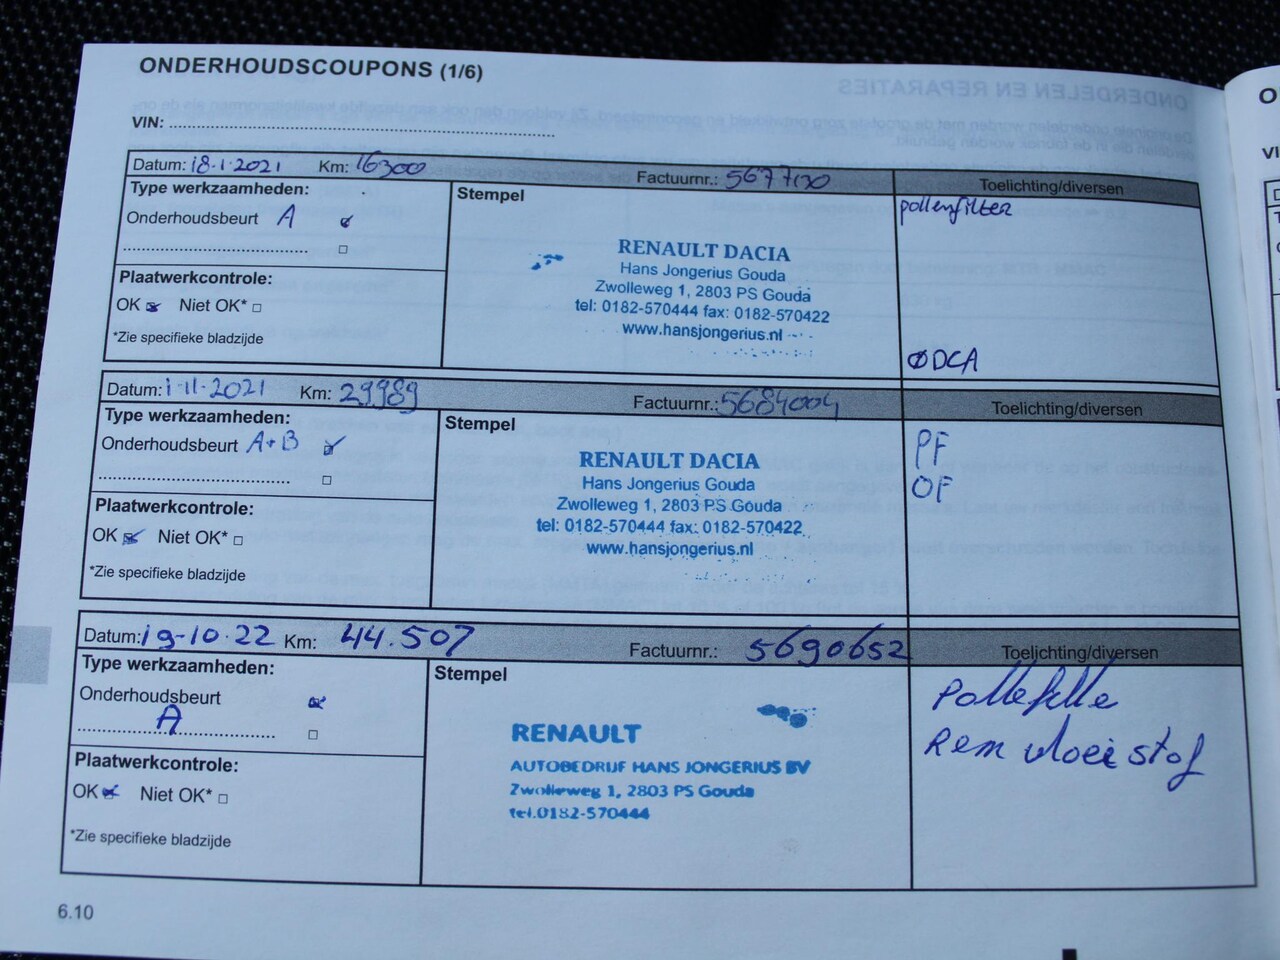 ONDERHOUDSCOUPONS (1/6)
VIN:
Datum: 18-1-2021 Km: 16300 Factuurnr.: 5677130 Toelichting/diversen
Type werkzaamheden:
Onderhoudsbeurt A
Plaatwerkcontrole:
OK Niet OK*
*Zie specifieke bladzijde
Stempel
RENAULT DACIA
Hans Jongerius Gouda
Zwolleweg 1, 2803 PS Gouda
tel: 0182-570444 fax: 0182-570422
www.hansjongerius.nl
pollenfilter
ØDCA
Datum: 1-11-2021 Km: 29989 Factuurnr.: 5684004 Toelichting/diversen
Type werkzaamheden:
Onderhoudsbeurt A+B
Plaatwerkcontrole:
OK Niet OK*
*Zie specifieke bladzijde
Stempel
RENAULT DACIA
Hans Jongerius Gouda
Zwolleweg 1, 2803 PS Gouda
tel: 0182-570444 fax: 0182-570422
www.hansjongerius.nl
PF
OF
Datum: 19-10-22 Km: 44.507 Factuurnr.: 5690652 Toelichting/diversen
Type werkzaamheden:
Onderhoudsbeurt
A
Plaatwerkcontrole:
OK Niet OK*
*Zie specifieke bladzijde
Stempel
RENAULT
AUTOBEDRIJF HANS JONGERIUS BV
Zwolleweg 1, 2803 PS Gouda
tel.0182-570444
Rem vloeistof
6.10